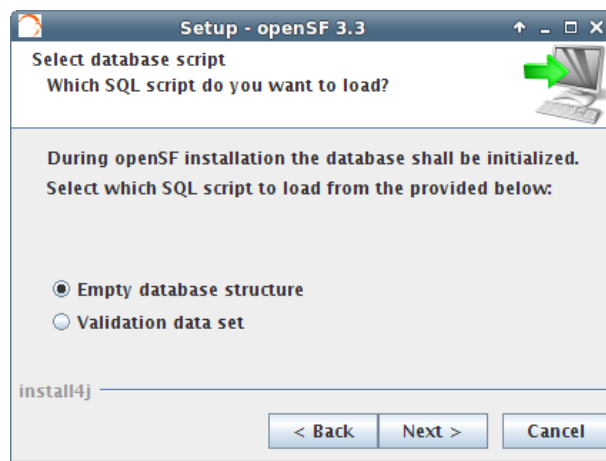 Setup - openSF 3.3
Select database script
Which SQL script do you want to load?
During openSF installation the database shall be initialized.
Select which SQL script to load from the provided below:
Empty database structure
Validation data set
install4j
< Back Next > Cancel